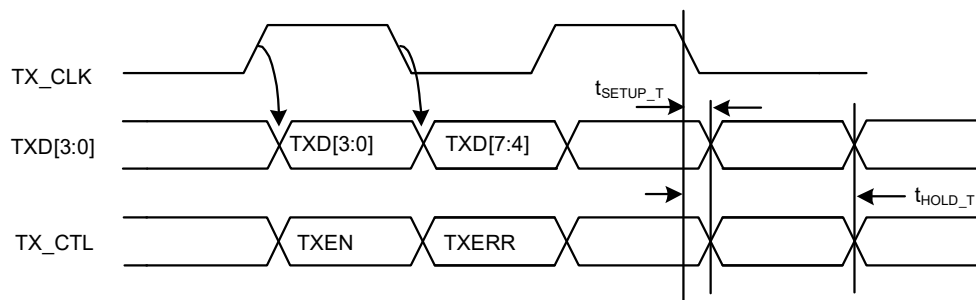 TX_CLK
tSETUP_T
TXD[3:0]
TXD[3:0]
TXD[7:4]
tHOLD_T
TX_CTL
TXEN
TXERR